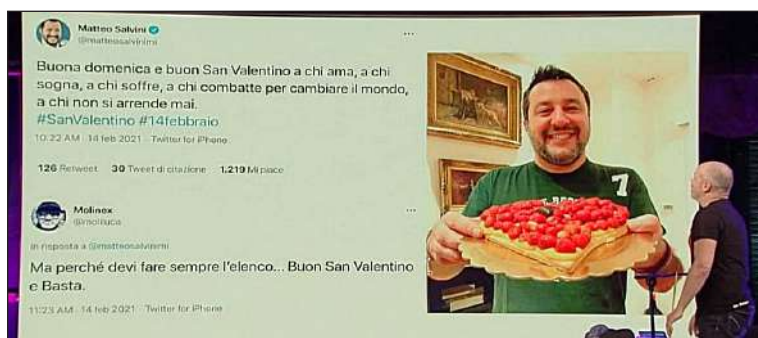 Matteo Salvini
@matteosalvinimi
Buona domenica e buon San Valentino a chi ama, a chi
sogna, a chi soffre, a chi combatte per cambiare il mondo,
a chi non si arrende mai.
#SanValentino #14febbraio
10:22 AM · 14 feb 2021 · Twitter for iPhone
126 Retweet 30 Tweet di citazione 1.219 Mi piace
7
Molinex
In risposta a @matteosalvinimi
Ma perché devi fare sempre l'elenco... Buon San Valentino
e Basta.
11:23 AM · 14 feb 2021 · Twitter for iPhone